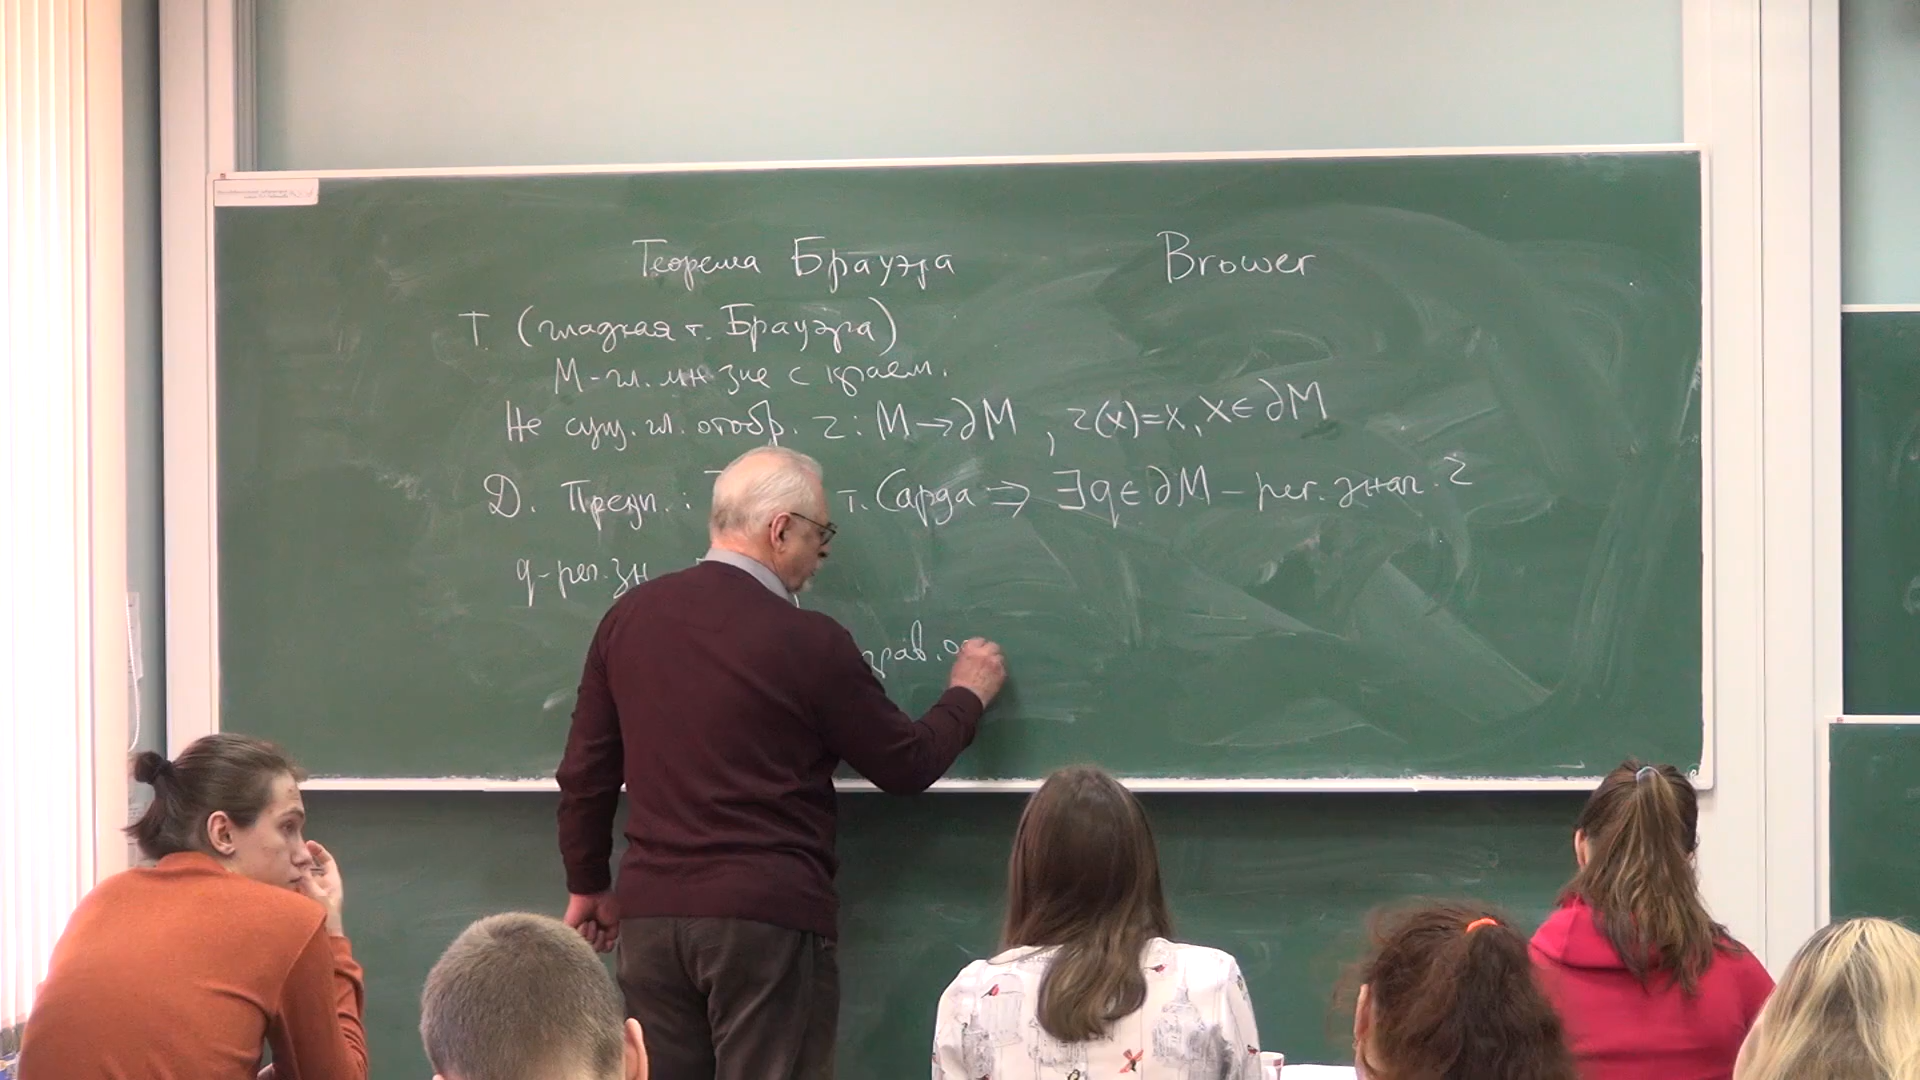 Теорема Брауэра Brower
Т. (гладкая т. Брауэра)
М-гл. мн-зие с краем.
Не сущ. гл. отобр. r: M→∂M, r(x)=x, x∈∂M
Д. Предп.: т. Сарда ⇒ ∃q∈∂M – рег. знач. r
q-рег. зн.